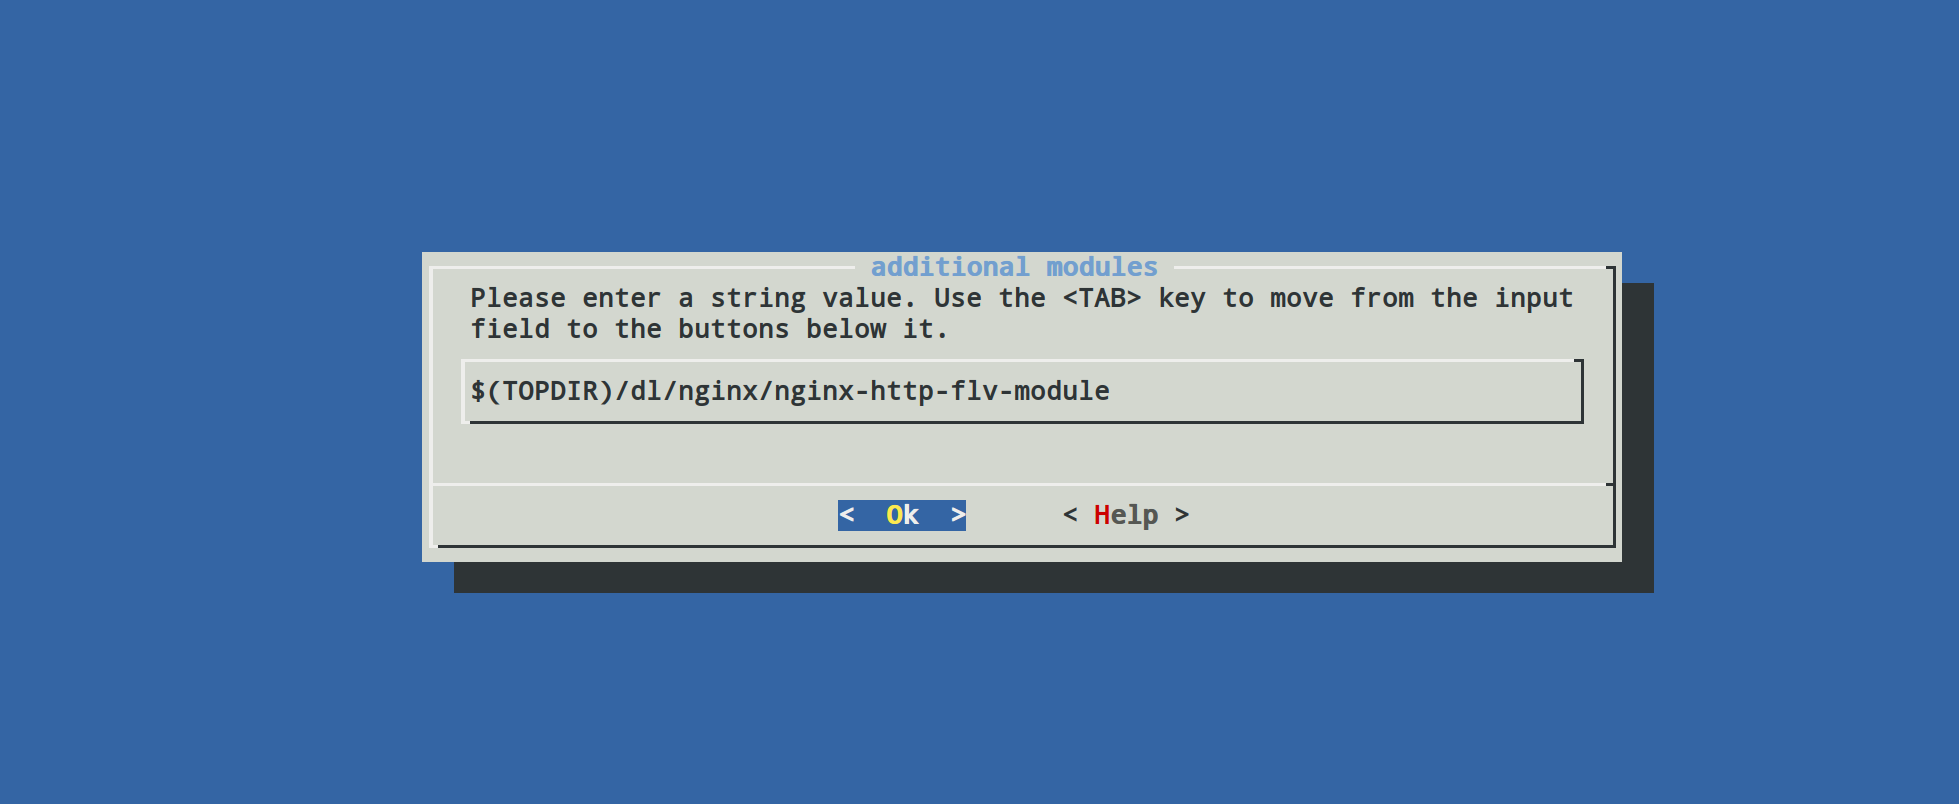 additional modules
Please enter a string value. Use the <TAB> key to move from the input
field to the buttons below it.
$(TOPDIR)/dl/nginx/nginx-http-flv-module
<  Ok  > < Help >